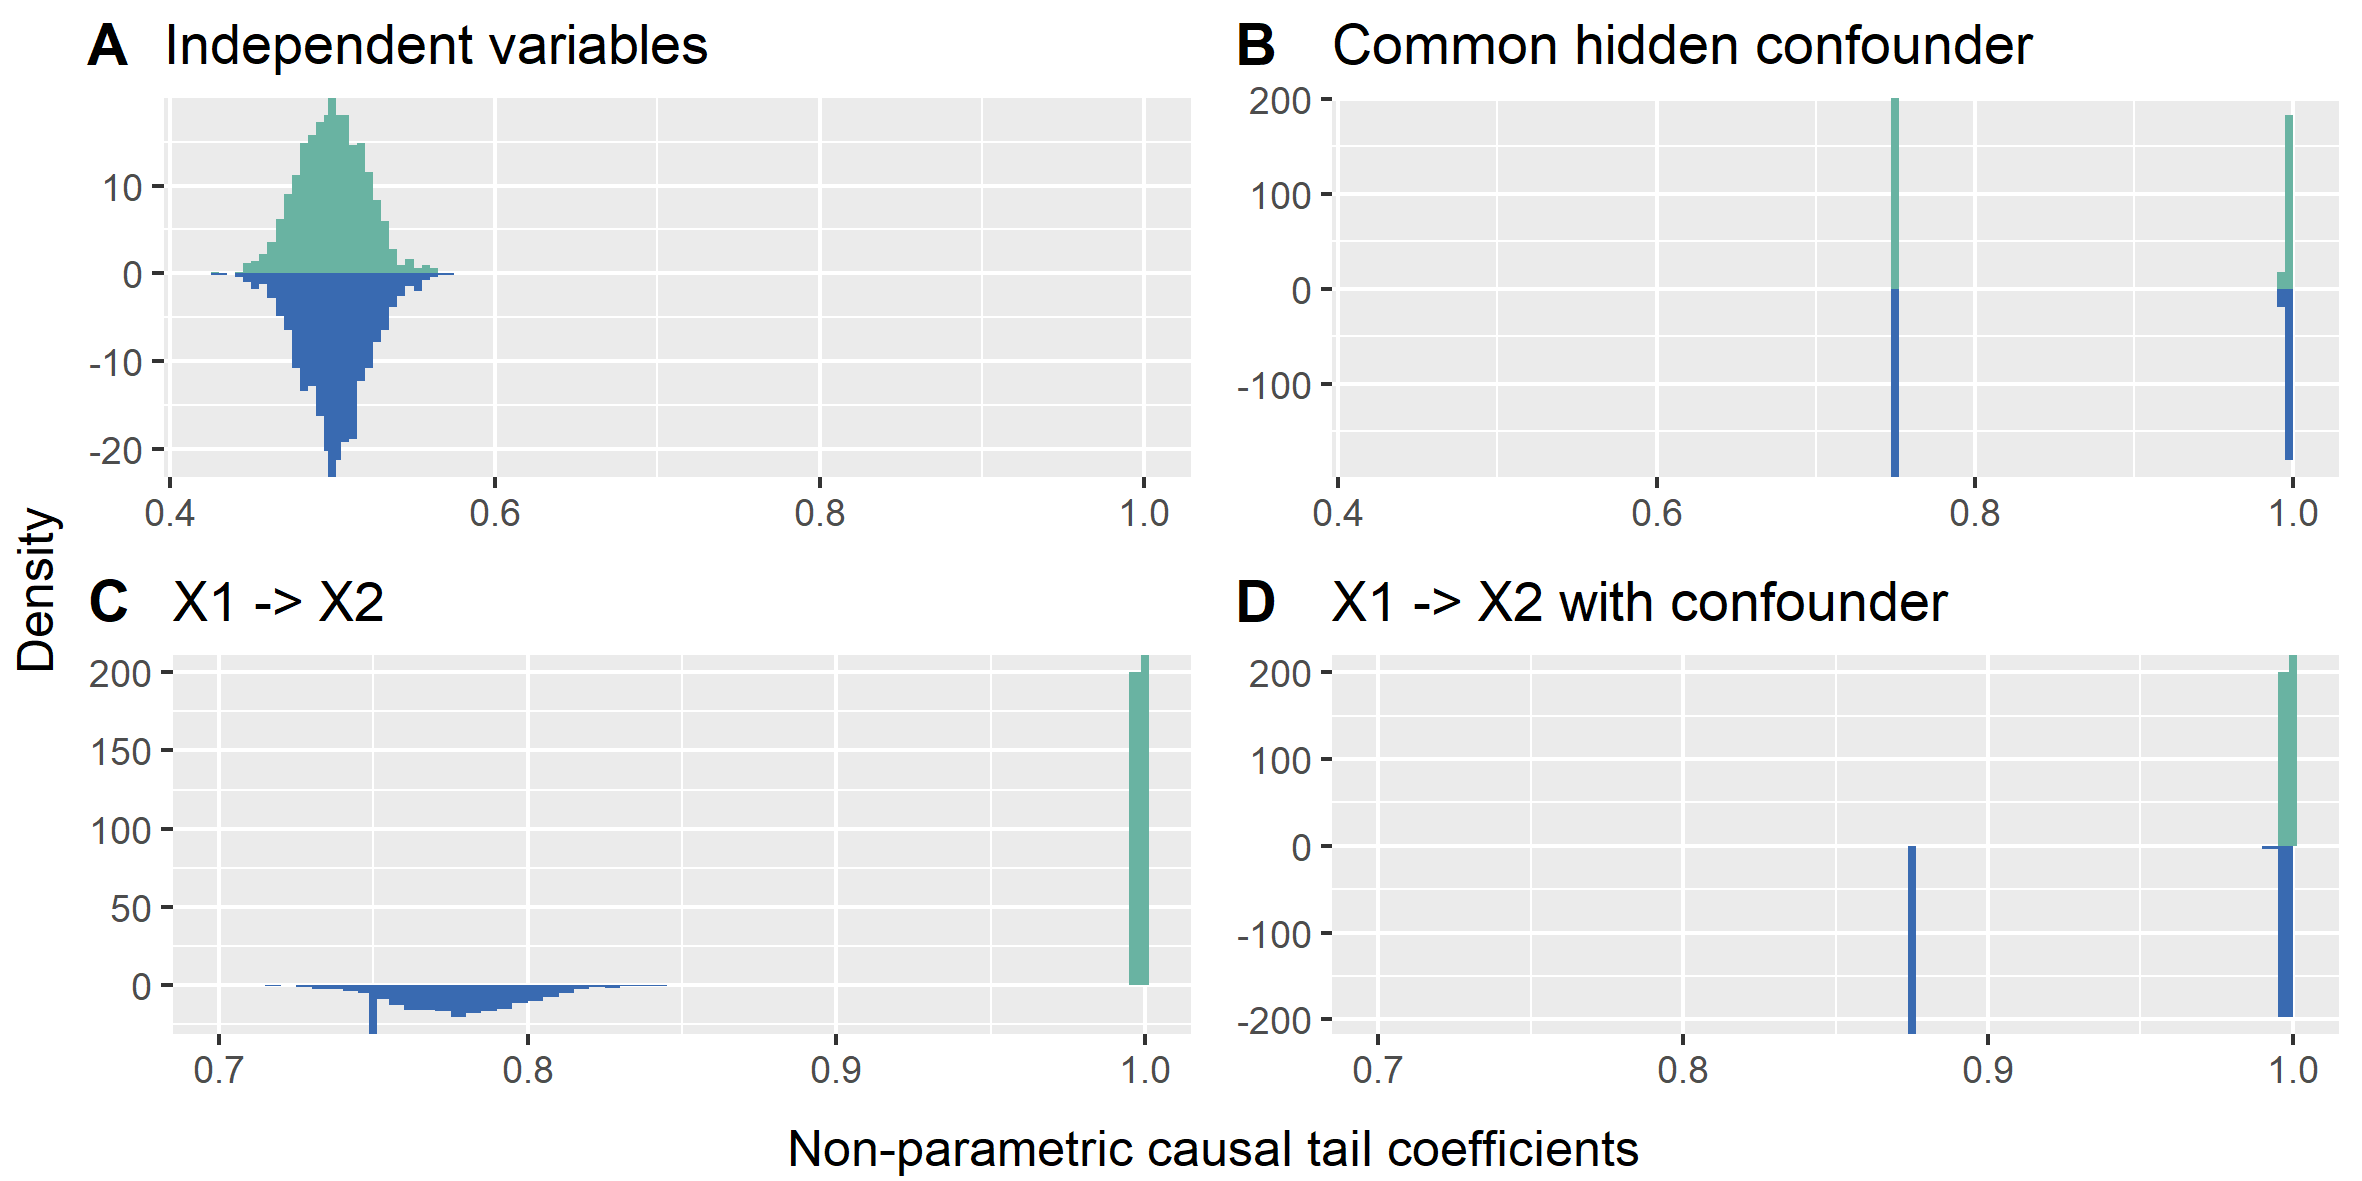 A Independent variables
10
0
-10
-20
0.4 0.6 0.8 1.0
B Common hidden confounder
200
100
0
-100
0.4 0.6 0.8 1.0
Density
C X1 -> X2
200
150
100
50
0
0.7 0.8 0.9 1.0
D X1 -> X2 with confounder
200
100
0
-100
-200
0.7 0.8 0.9 1.0
Non-parametric causal tail coefficients